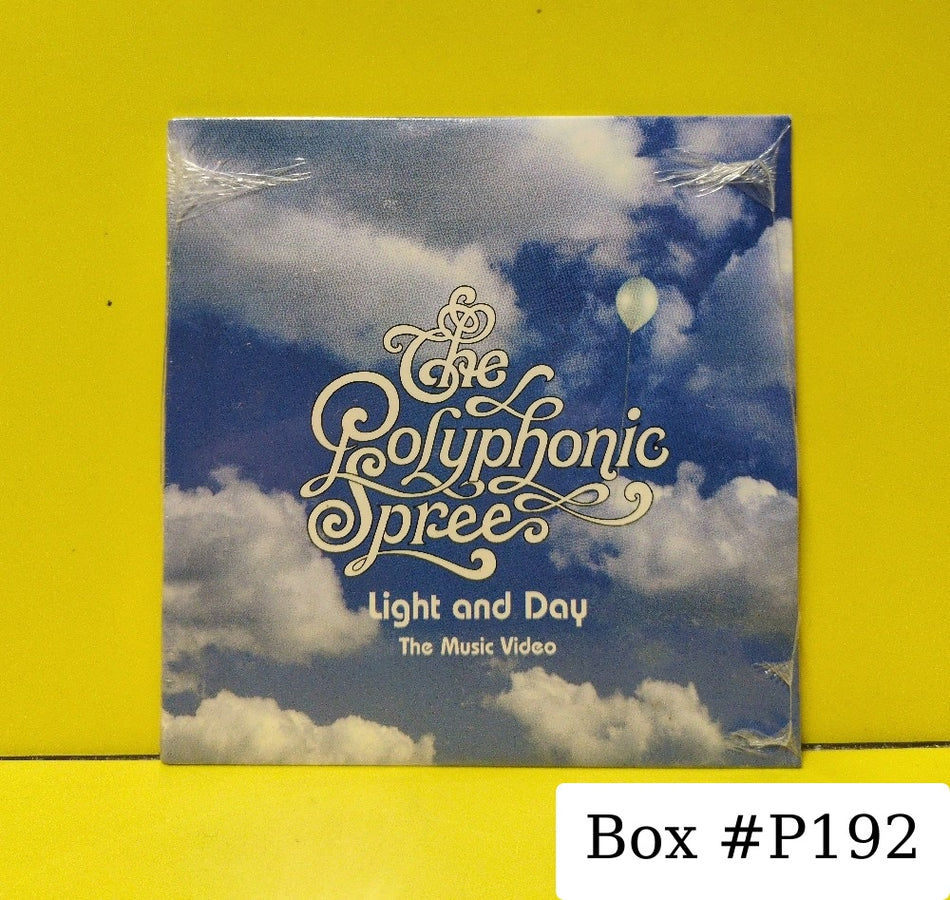 The
Polyphonic
Spree
Light and Day
The Music Video
Box #P192